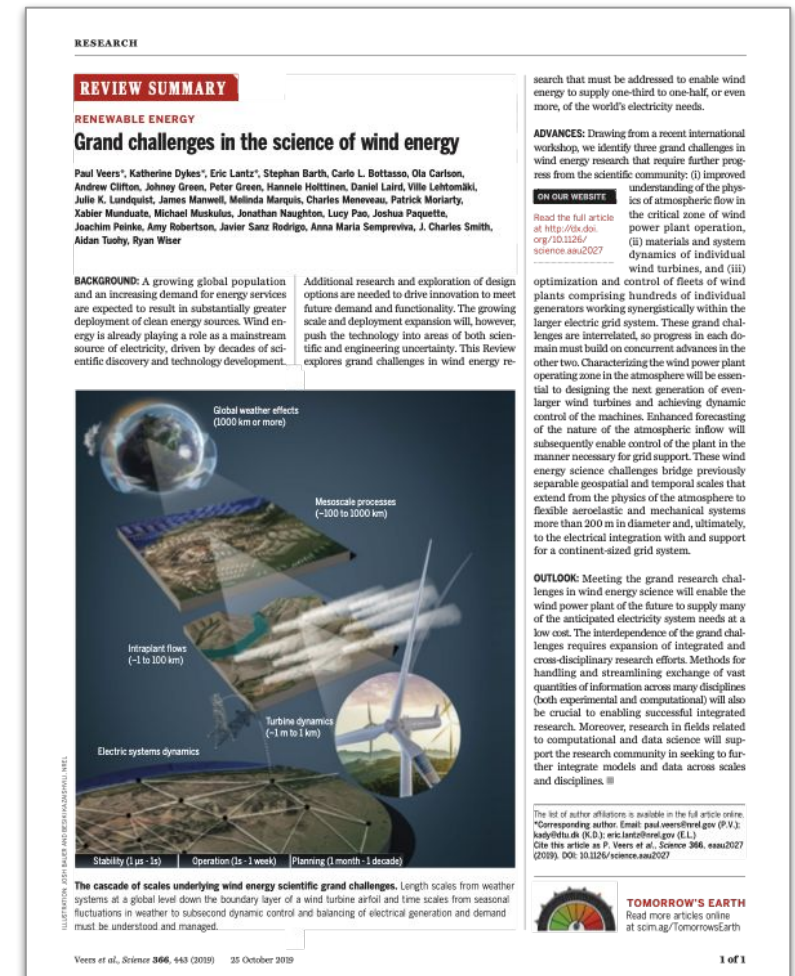 RESEARCH
REVIEW SUMMARY
RENEWABLE ENERGY
Grand challenges in the science of wind energy
Paul Veers*, Katherine Dykes*, Eric Lantz*, Stephan Barth, Carlo L. Bottasso, Ola Carlson,
Andrew Clifton, Johney Green, Peter Green, Hannele Holttinen, Daniel Laird, Ville Lehtomäki,
Julie K. Lundquist, James Manwell, Melinda Marquis, Charles Meneveau, Patrick Moriarty,
Xabier Munduate, Michael Muskulus, Jonathan Naughton, Lucy Pao, Joshua Paquette,
Joachim Peinke, Amy Robertson, Javier Sanz Rodrigo, Anna Maria Sempreviva, J. Charles Smith,
Aidan Tuohy, Ryan Wiser
BACKGROUND: A growing global population
and an increasing demand for energy services
are expected to result in substantially greater
deployment of clean energy sources. Wind en-
ergy is already playing a role as a mainstream
source of electricity, driven by decades of sci-
entific discovery and technology development.
Additional research and exploration of design
options are needed to drive innovation to meet
future demand and functionality. The growing
scale and deployment expansion will, however,
push the technology into areas of both scien-
tific and engineering uncertainty. This Review
explores grand challenges in wind energy re-
search that must be addressed to enable wind
energy to supply one-third to one-half, or even
more, of the world's electricity needs.
ADVANCES: Drawing from a recent international
workshop, we identify three grand challenges in
wind energy research that require further prog-
ress from the scientific community: (i) improved
understanding of the phys-
ics of atmospheric flow in
the critical zone of wind
power plant operation,
(ii) materials and system
dynamics of individual
wind turbines, and (iii)
optimization and control of fleets of wind
plants comprising hundreds of individual
generators working synergistically within the
larger electric grid system. These grand chal-
lenges are interrelated, so progress in each do-
main must build on concurrent advances in the
other two. Characterizing the wind power plant
operating zone in the atmosphere will be essen-
tial to designing the next generation of even-
larger wind turbines and achieving dynamic
control of the machines. Enhanced forecasting
of the nature of the atmospheric inflow will
subsequently enable control of the plant in the
manner necessary for grid support. These wind
energy science challenges bridge previously
separable geospatial and temporal scales that
extend from the physics of the atmosphere to
flexible aeroelastic and mechanical systems
more than 200 m in diameter and, ultimately,
to the electrical integration with and support
for a continent-sized grid system.
OUTLOOK: Meeting the grand research chal-
lenges in wind energy science will enable the
wind power plant of the future to supply many
of the anticipated electricity system needs at a
low cost. The interdependence of the grand chal-
lenges requires expansion of integrated and
cross-disciplinary research efforts. Methods for
handling and streamlining exchange of vast
quantities of information across many disciplines
(both experimental and computational) will also
be crucial to enabling successful integrated
research. Moreover, research in fields related
to computational and data science will sup-
port the research community in seeking to fur-
ther integrate models and data across scales
and disciplines.
ON OUR WEBSITE
Read the full article
at http://dx.doi.
org/10.1126/
science.aau2027
Global weather effects
(1000 km or more)
Mesoscale processes
(~100 to 1000 km)
Intraplant flows
(~1 to 100 km)
Turbine dynamics
(~1 m to 1 km)
Electric systems dynamics
Stability (1 µs - 1s)
Operation (1s - 1 week)
Planning (1 month - 1 decade)
ILLUSTRATION: JOSH BAUER AND BESIKI KAZAISHVILI, NREL
The cascade of scales underlying wind energy scientific grand challenges. Length scales from weather
systems at a global level down the boundary layer of a wind turbine airfoil and time scales from seasonal
fluctuations in weather to subsecond dynamic control and balancing of electrical generation and demand
must be understood and managed.
The list of author affiliations is available in the full article online.
*Corresponding author. Email: paul.veers@nrel.gov (P.V.);
kady@dtu.dk (K.D.); eric.lantz@nrel.gov (E.L.)
Cite this article as P. Veers et al., Science 366, eaau2027
(2019). DOI: 10.1126/science.aau2027
TOMORROW'S EARTH
Read more articles online
at scim.ag/TomorrowsEarth
Veers et al., Science 366, 443 (2019) 25 October 2019
1 of 1